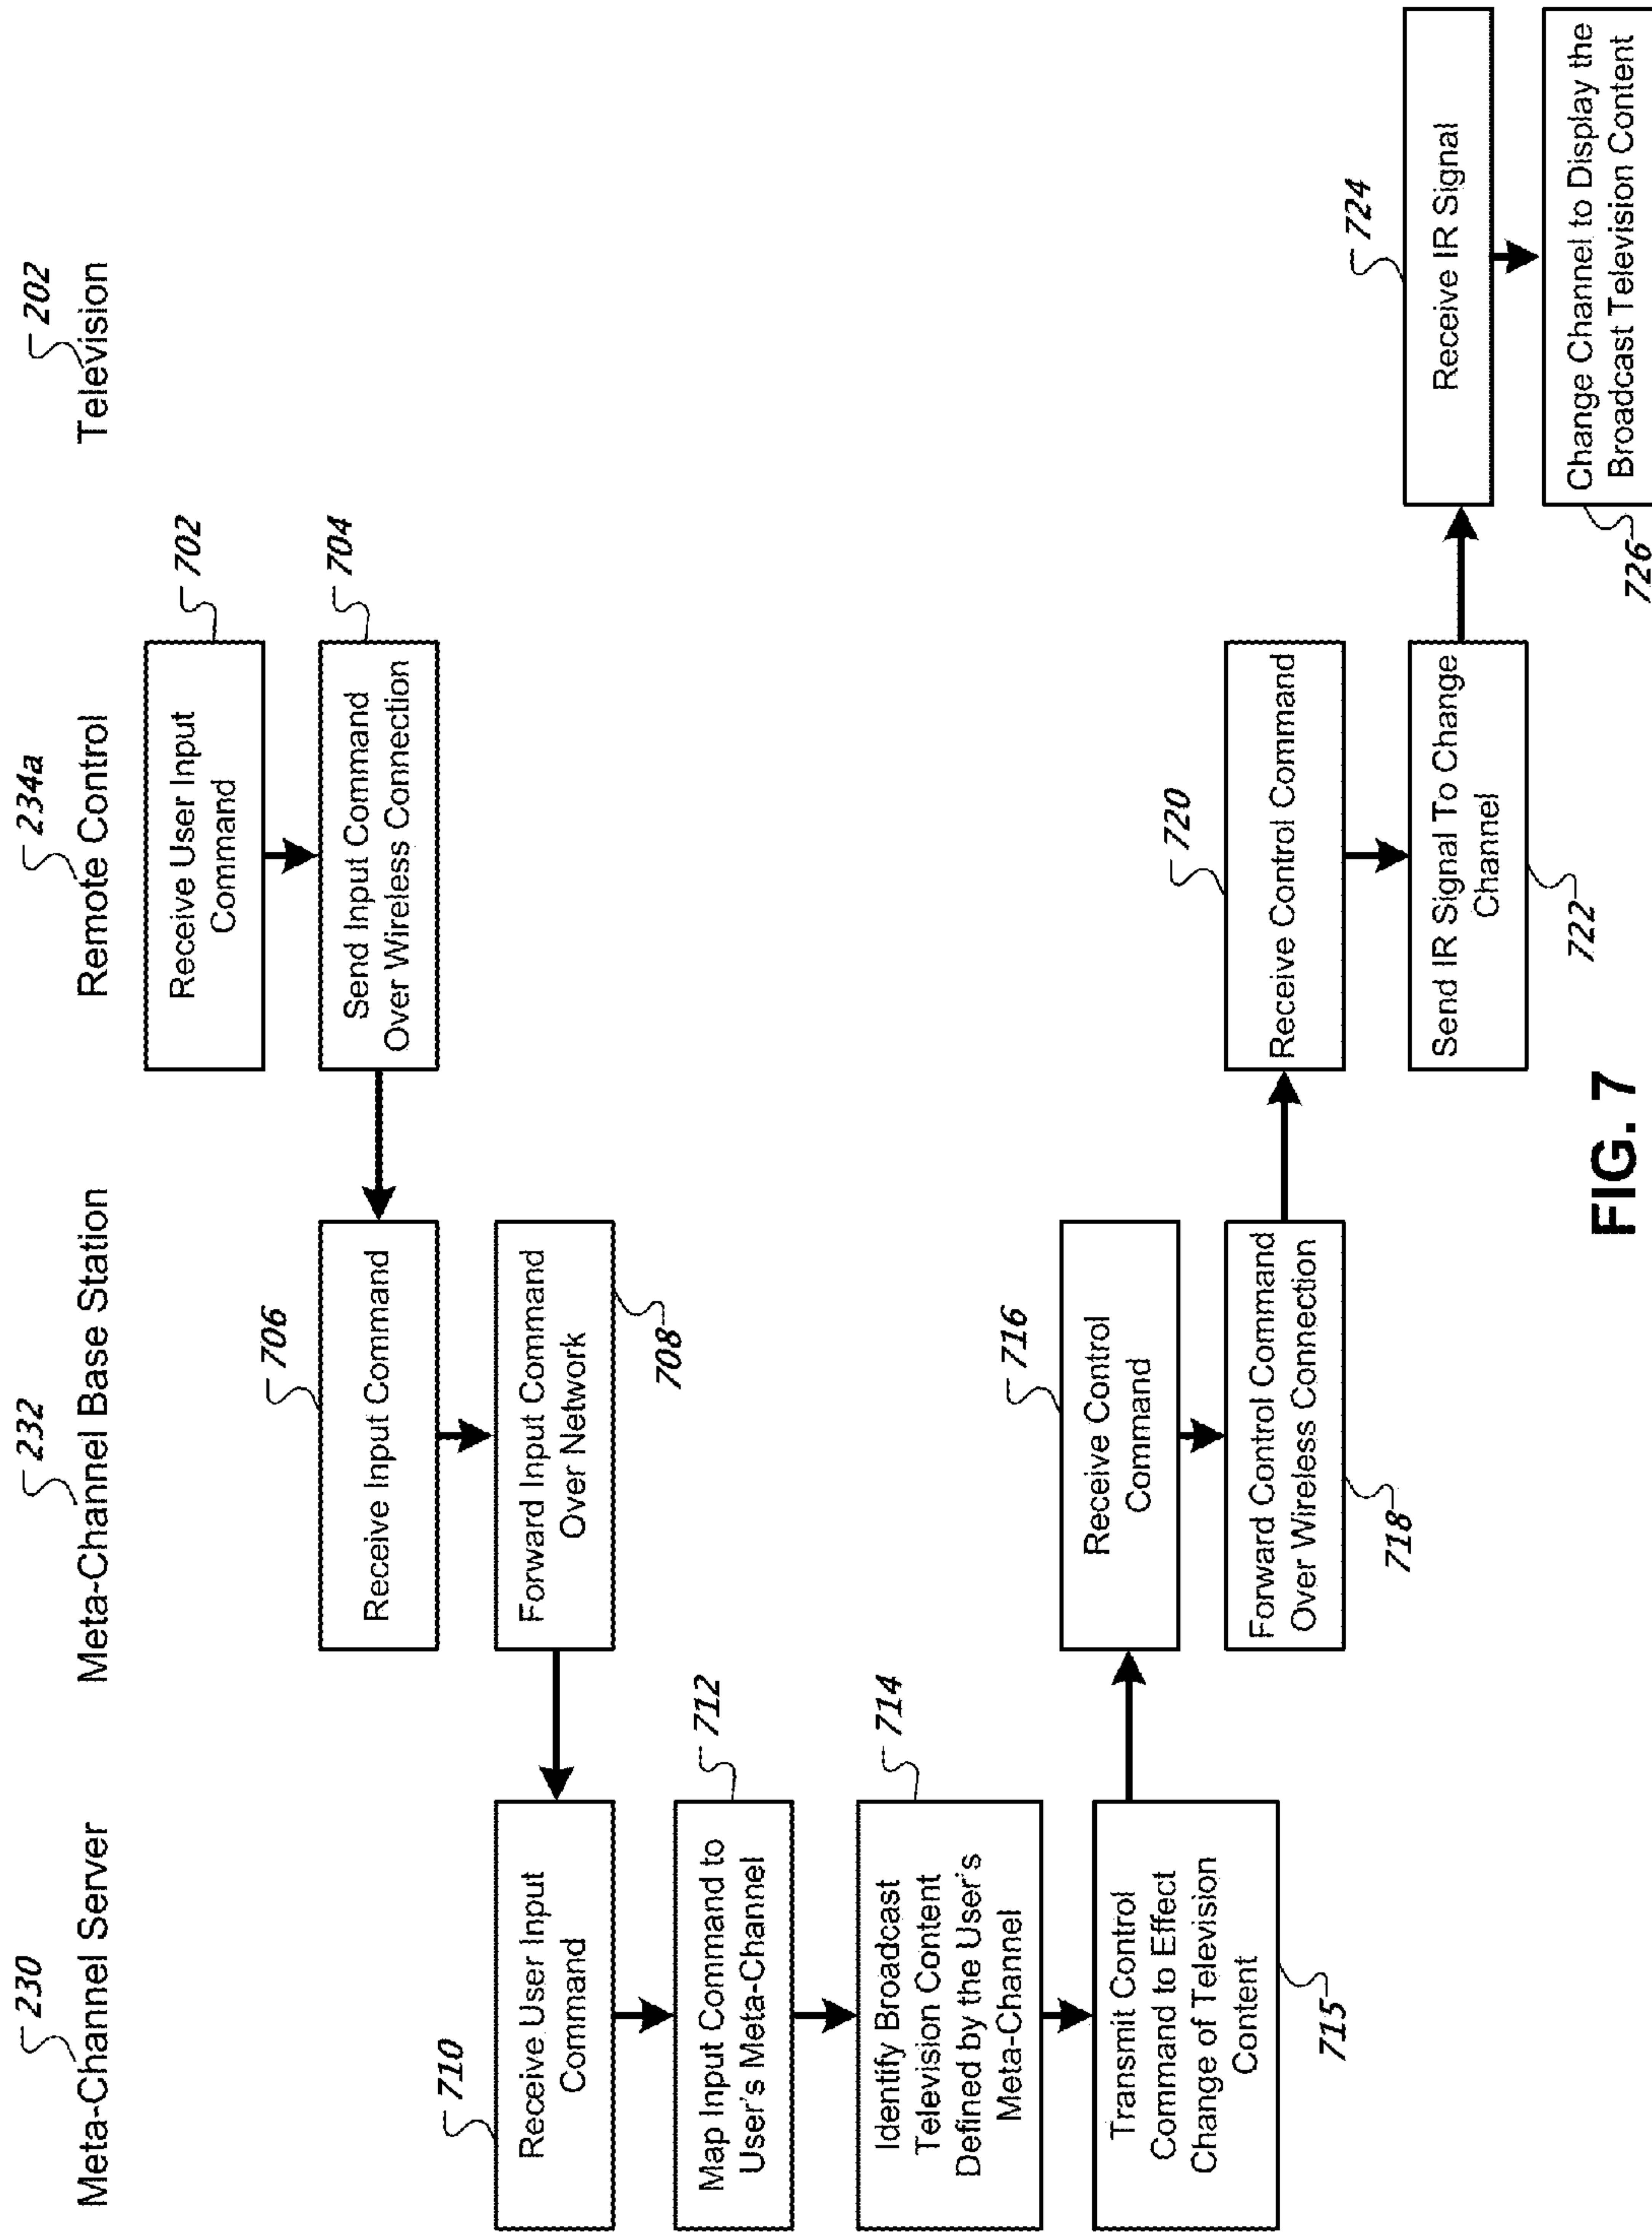 230
Meta-Channel Server
232
Meta-Channel Base Station
234a
Remote Control
202
Television
702
Receive User Input
Command
704
Send Input Command
Over Wireless Connection
706
Receive Input Command
Forward Input Command
Over Network
708
710
Receive User Input
Command
712
Map Input Command to
User's Meta-Channel
714
Identify Broadcast
Television Content
Defined by the User's
Meta-Channel
Transmit Control
Command to Effect
Change of Television
Content
715
716
Receive Control
Command
Forward Control Command
Over Wireless Connection
718
720
Receive Control Command
Send IR Signal To Change
Channel
722
724
Receive IR Signal
Change Channel to Display the
Broadcast Television Content
726
FIG. 7